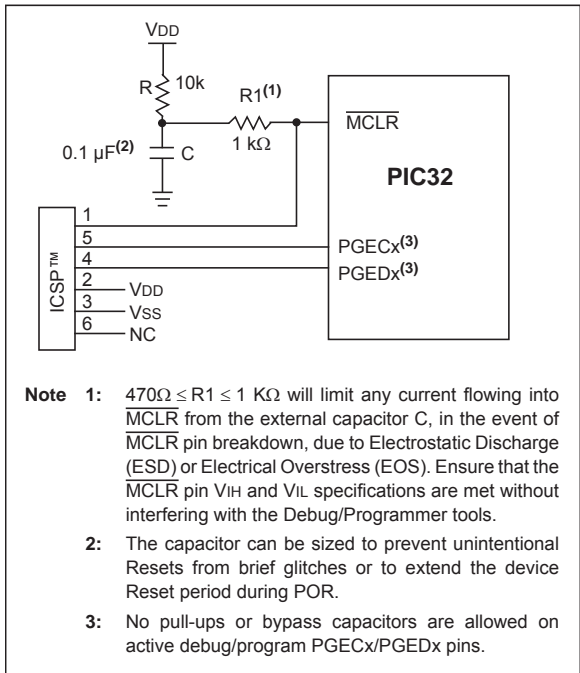 VDD
R 10k
R1(1)
1 kΩ
0.1 µF(2) C
MCLR
PIC32
PGECx(3)
PGEDx(3)
ICSP™
1
5
4
2 VDD
3 VSS
6 NC
Note 1: 470Ω ≤ R1 ≤ 1 KΩ will limit any current flowing into
MCLR from the external capacitor C, in the event of
MCLR pin breakdown, due to Electrostatic Discharge
(ESD) or Electrical Overstress (EOS). Ensure that the
MCLR pin VIH and VIL specifications are met without
interfering with the Debug/Programmer tools.
2: The capacitor can be sized to prevent unintentional
Resets from brief glitches or to extend the device
Reset period during POR.
3: No pull-ups or bypass capacitors are allowed on
active debug/program PGECx/PGEDx pins.